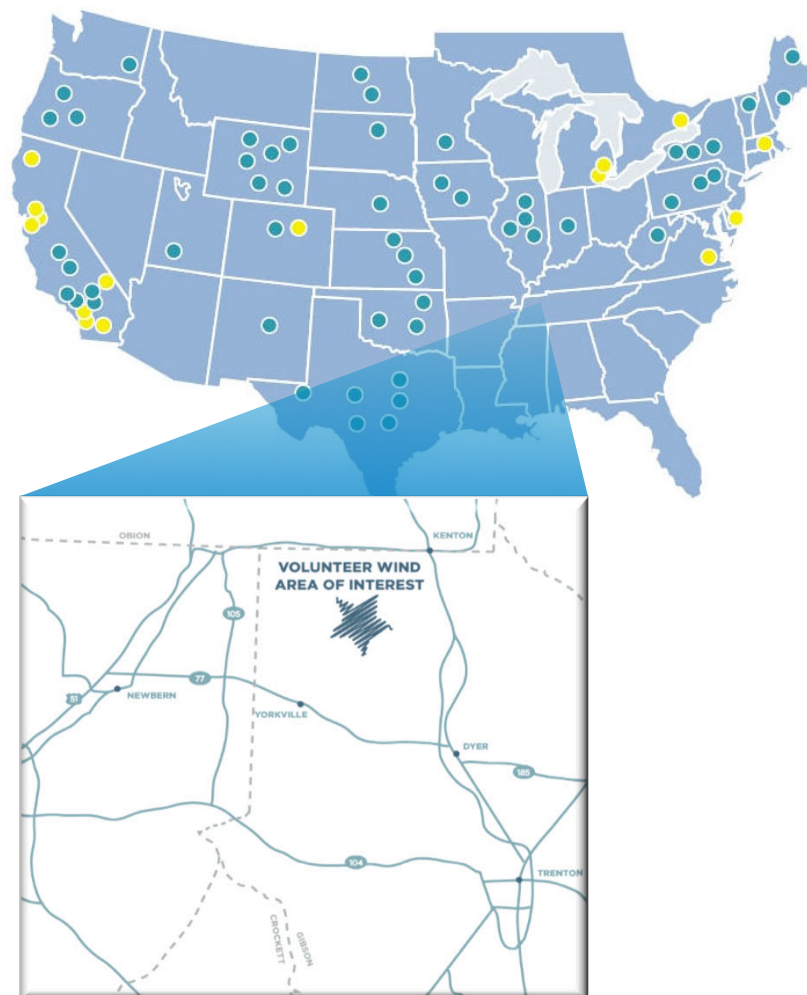 OBION
KENTON
VOLUNTEER WIND
AREA OF INTEREST
105
77
51
NEWBERN
YORKVILLE
DYER
185
104
TRENTON
CROCKETT
GIBSON